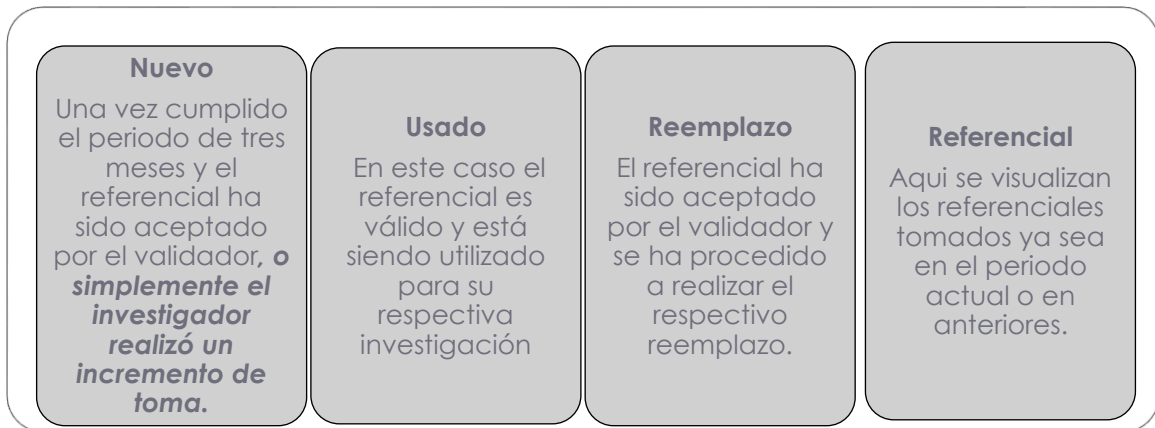 Nuevo
Una vez cumplido
el periodo de tres
meses y el
referencial ha
sido aceptado
por el validador, o
simplemente el
investigador
realizó un
incremento de
toma.
Usado
En este caso el
referencial es
válido y está
siendo utilizado
para su
respectiva
investigación
Reemplazo
El referencial ha
sido aceptado
por el validador y
se ha procedido
a realizar el
respectivo
reemplazo.
Referencial
Aqui se visualizan
los referenciales
tomados ya sea
en el periodo
actual o en
anteriores.